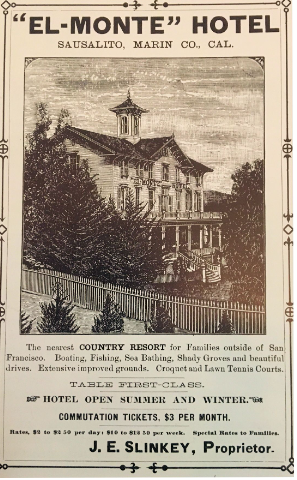 "EL-MONTE" HOTEL
SAUSALITO, MARIN CO., CAL.
MONTE
The nearest COUNTRY RESORT for Families outside of San
Francisco. Boating, Fishing, Sea Bathing, Shady Groves and beautiful
drives. Extensive improved grounds. Croquet and Lawn Tennis Courts.
TABLE FIRST-CLASS.
HOTEL OPEN SUMMER AND WINTER.
COMMUTATION TICKETS, $3 PER MONTH.
Rates, $2 to $2 50 per day; $10 to $12 50 per week. Special Rates to Families.
J. E. SLINKEY, Proprietor.